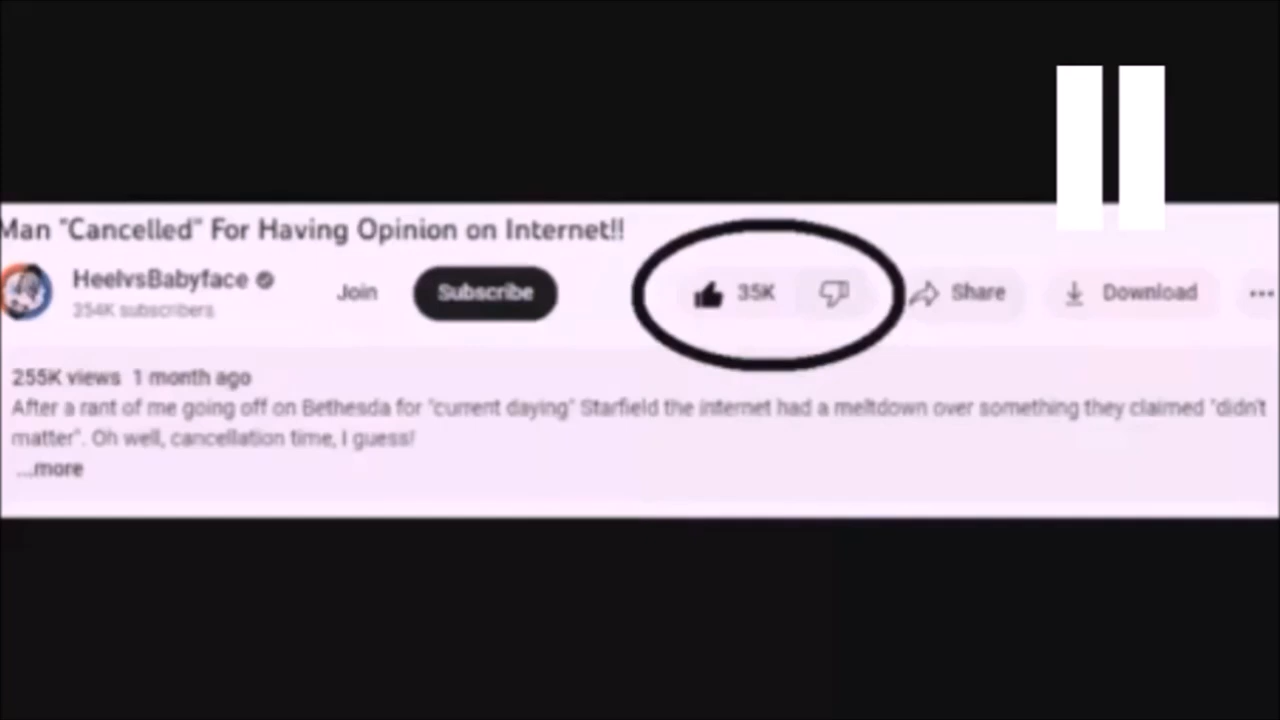 Man "Cancelled" For Having Opinion on Internet!!
HeelvsBabyface
Join
Subscribe
35K
Share
Download
354K subscribers
255K views 1 month ago
After a rant of me going off on Bethesda for "current daying" Starfield the internet had a meltdown over something they claimed "didn't
matter". Oh well, cancellation time, I guess!
...more